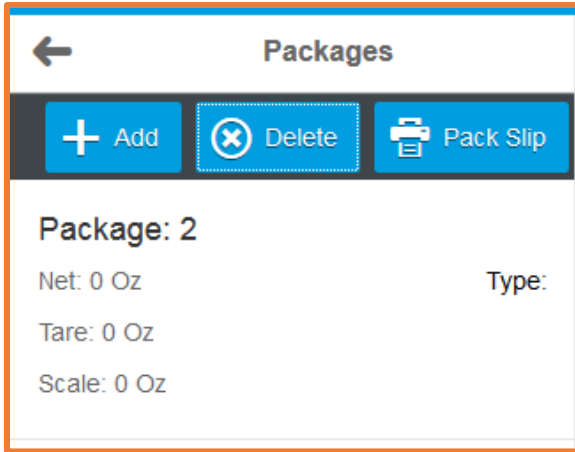 Packages
Add Delete Pack Slip
Package: 2
Net: 0 Oz Type:
Tare: 0 Oz
Scale: 0 Oz